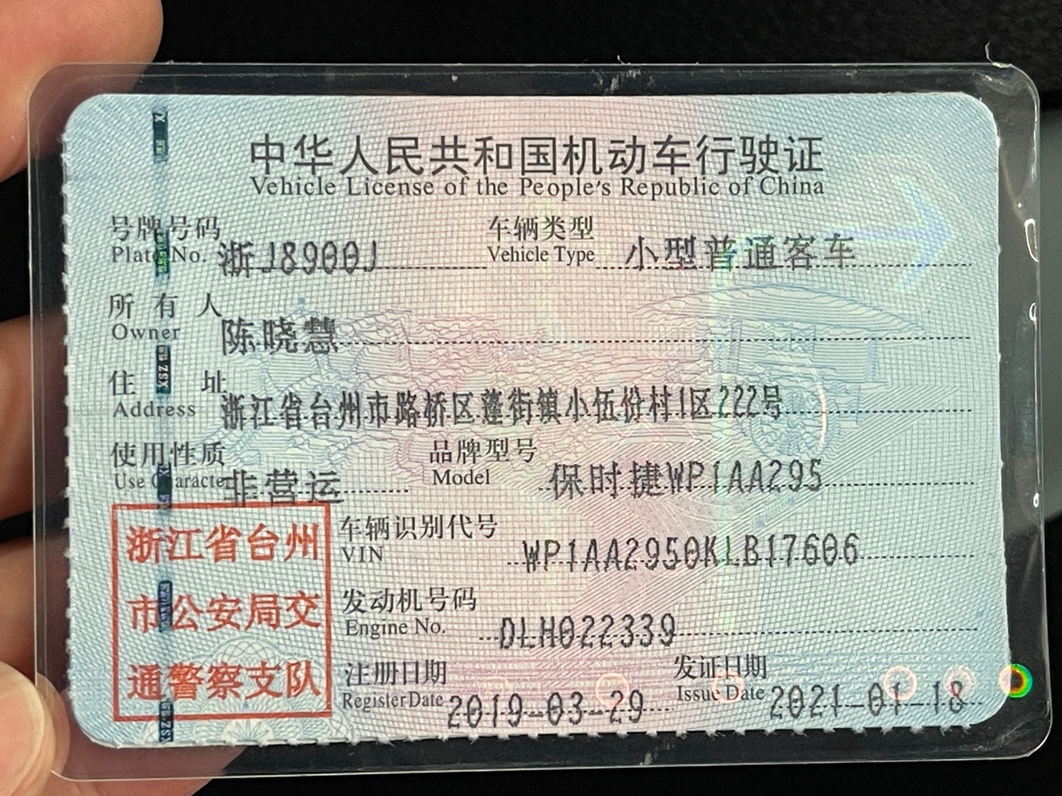 中华人民共和国机动车行驶证
Vehicle License of the People's Republic of China
号牌号码 浙J8900J 车辆类型 小型普通客车
Plate No. Vehicle Type
所有人 陈晓慧
Owner
住址 浙江省台州市路桥区蓬街镇小伍份村1区222号
Address
使用性质 非营运 品牌型号 保时捷WP1AA295
Use Character Model
车辆识别代号 WP1AA2950KLB17606
VIN
发动机号码 DLH022339
Engine No.
注册日期 2019-03-29 发证日期 2021-01-18
Register Date Issue Date
浙江省台州
市公安局交
通警察支队